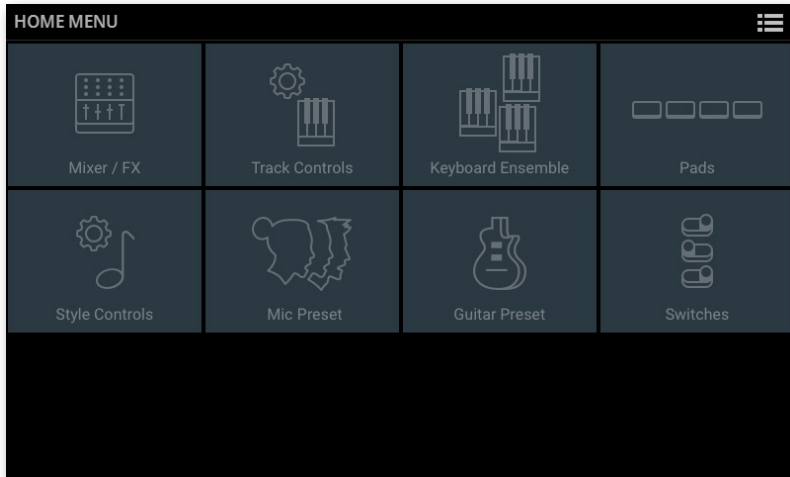 HOME MENU
Mixer / FX
Track Controls
Keyboard Ensemble
Pads
Style Controls
Mic Preset
Guitar Preset
Switches